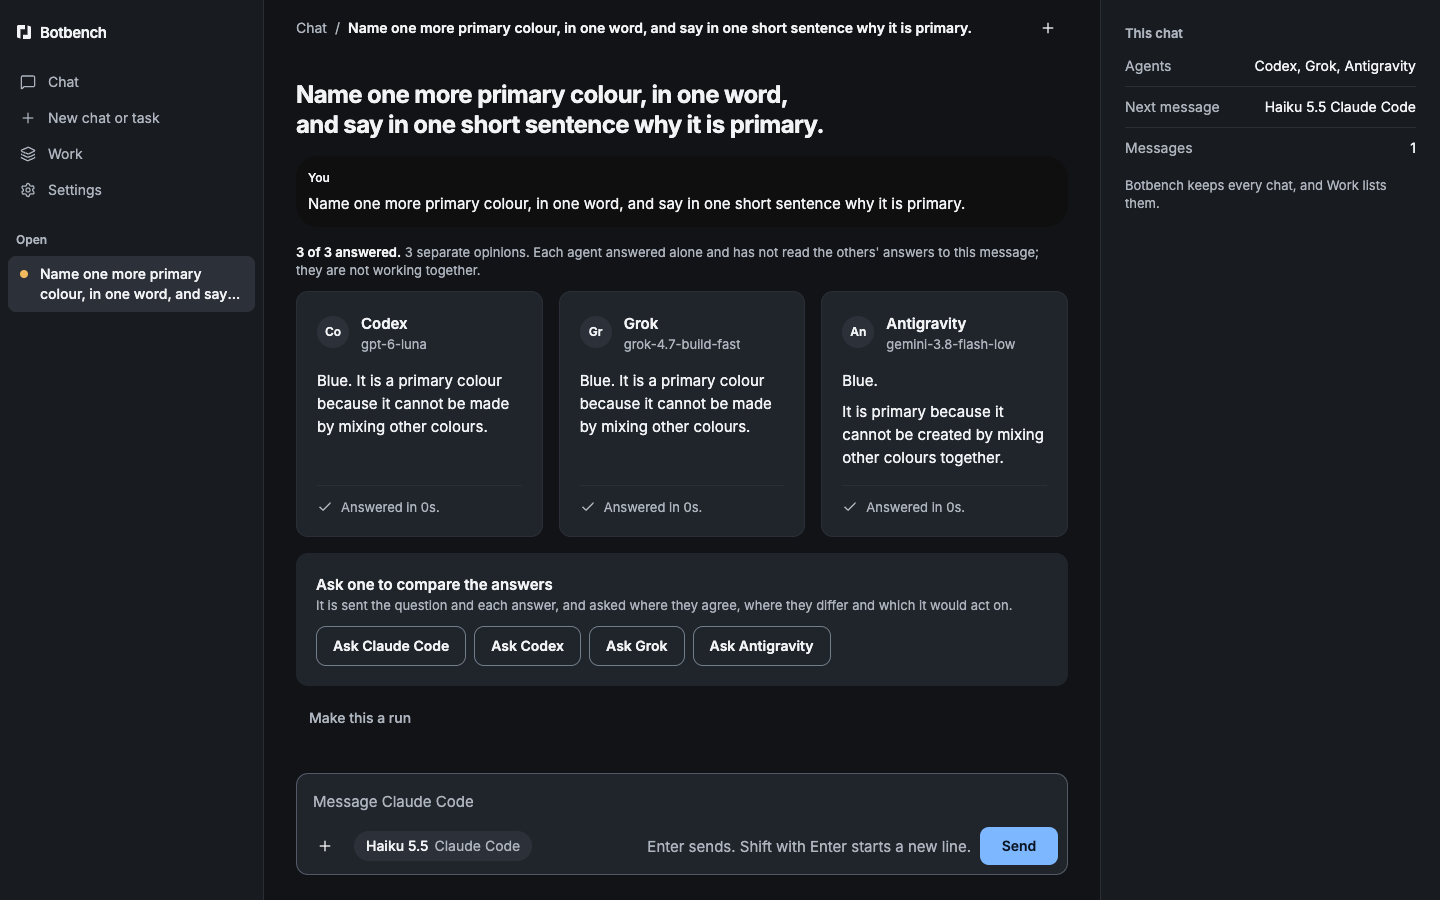 Botbench
Chat
New chat or task
Work
Settings
Open
Name one more primary
colour, in one word, and say...
Chat / Name one more primary colour, in one word, and say in one short sentence why it is primary.
Name one more primary colour, in one word,
and say in one short sentence why it is primary.
You
Name one more primary colour, in one word, and say in one short sentence why it is primary.
3 of 3 answered. 3 separate opinions. Each agent answered alone and has not read the others' answers to this message;
they are not working together.
Co
Codex
gpt-6-luna
Blue. It is a primary colour
because it cannot be made
by mixing other colours.
Answered in 0s.
Gr
Grok
grok-4.7-build-fast
Blue. It is a primary colour
because it cannot be made
by mixing other colours.
Answered in 0s.
An
Antigravity
gemini-3.8-flash-low
Blue.
It is primary because it
cannot be created by mixing
other colours together.
Answered in 0s.
Ask one to compare the answers
It is sent the question and each answer, and asked where they agree, where they differ and which it would act on.
Ask Claude Code
Ask Codex
Ask Grok
Ask Antigravity
Make this a run
Message Claude Code
Haiku 5.5 Claude Code
Enter sends. Shift with Enter starts a new line.
Send
This chat
Agents Codex, Grok, Antigravity
Next message Haiku 5.5 Claude Code
Messages 1
Botbench keeps every chat, and Work lists
them.